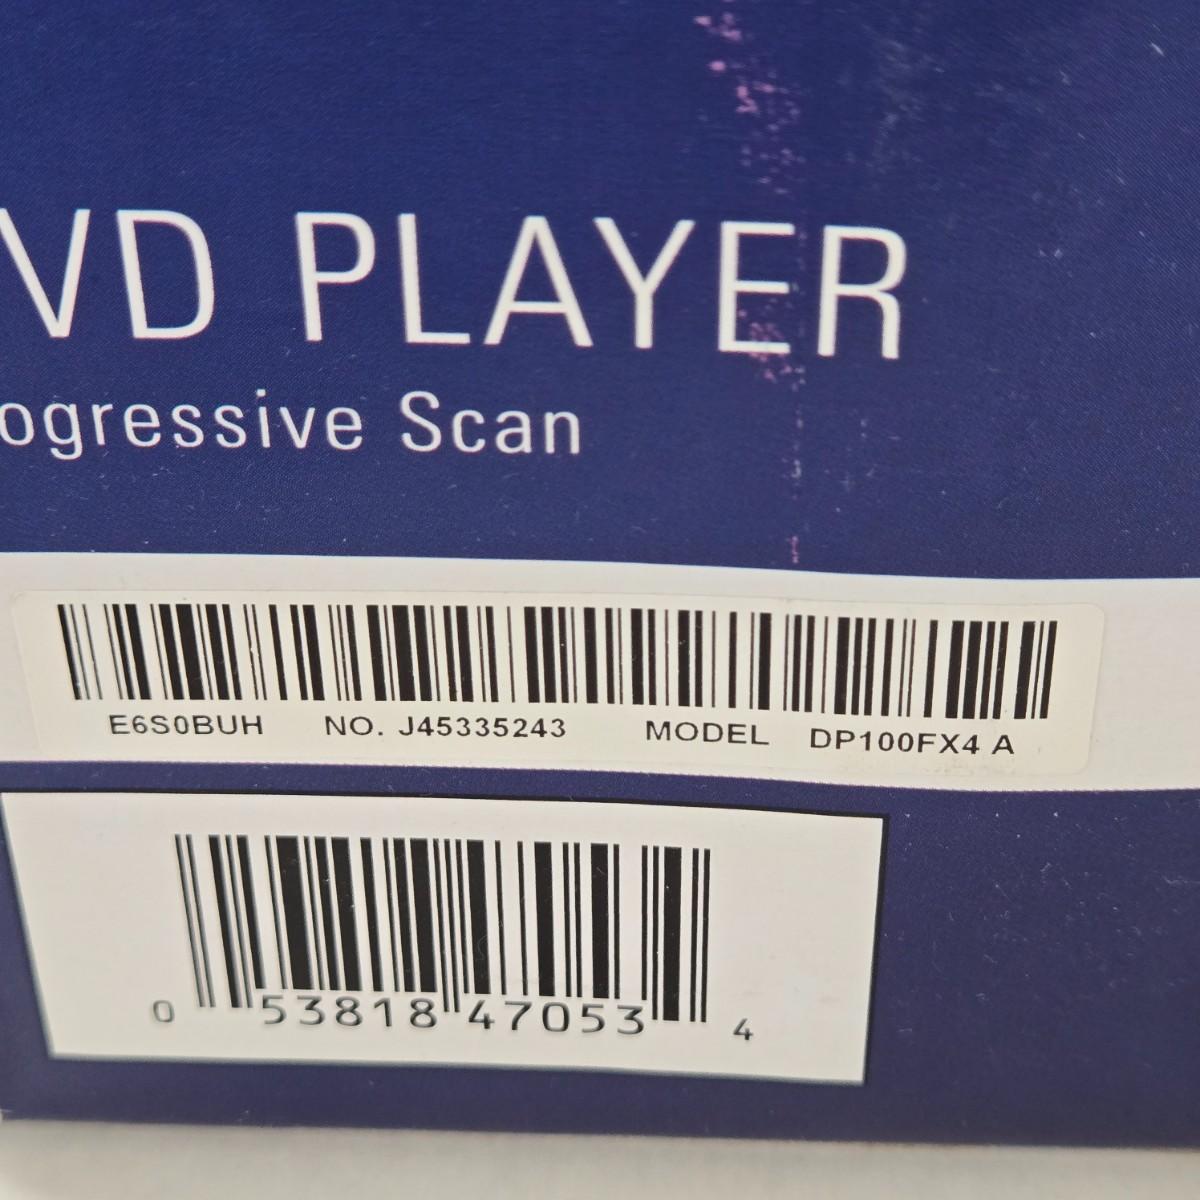 VD PLAYER
ogressive Scan
E6S0BUH NO. J45335243 MODEL DP100FX4 A
0 53818 47053 4